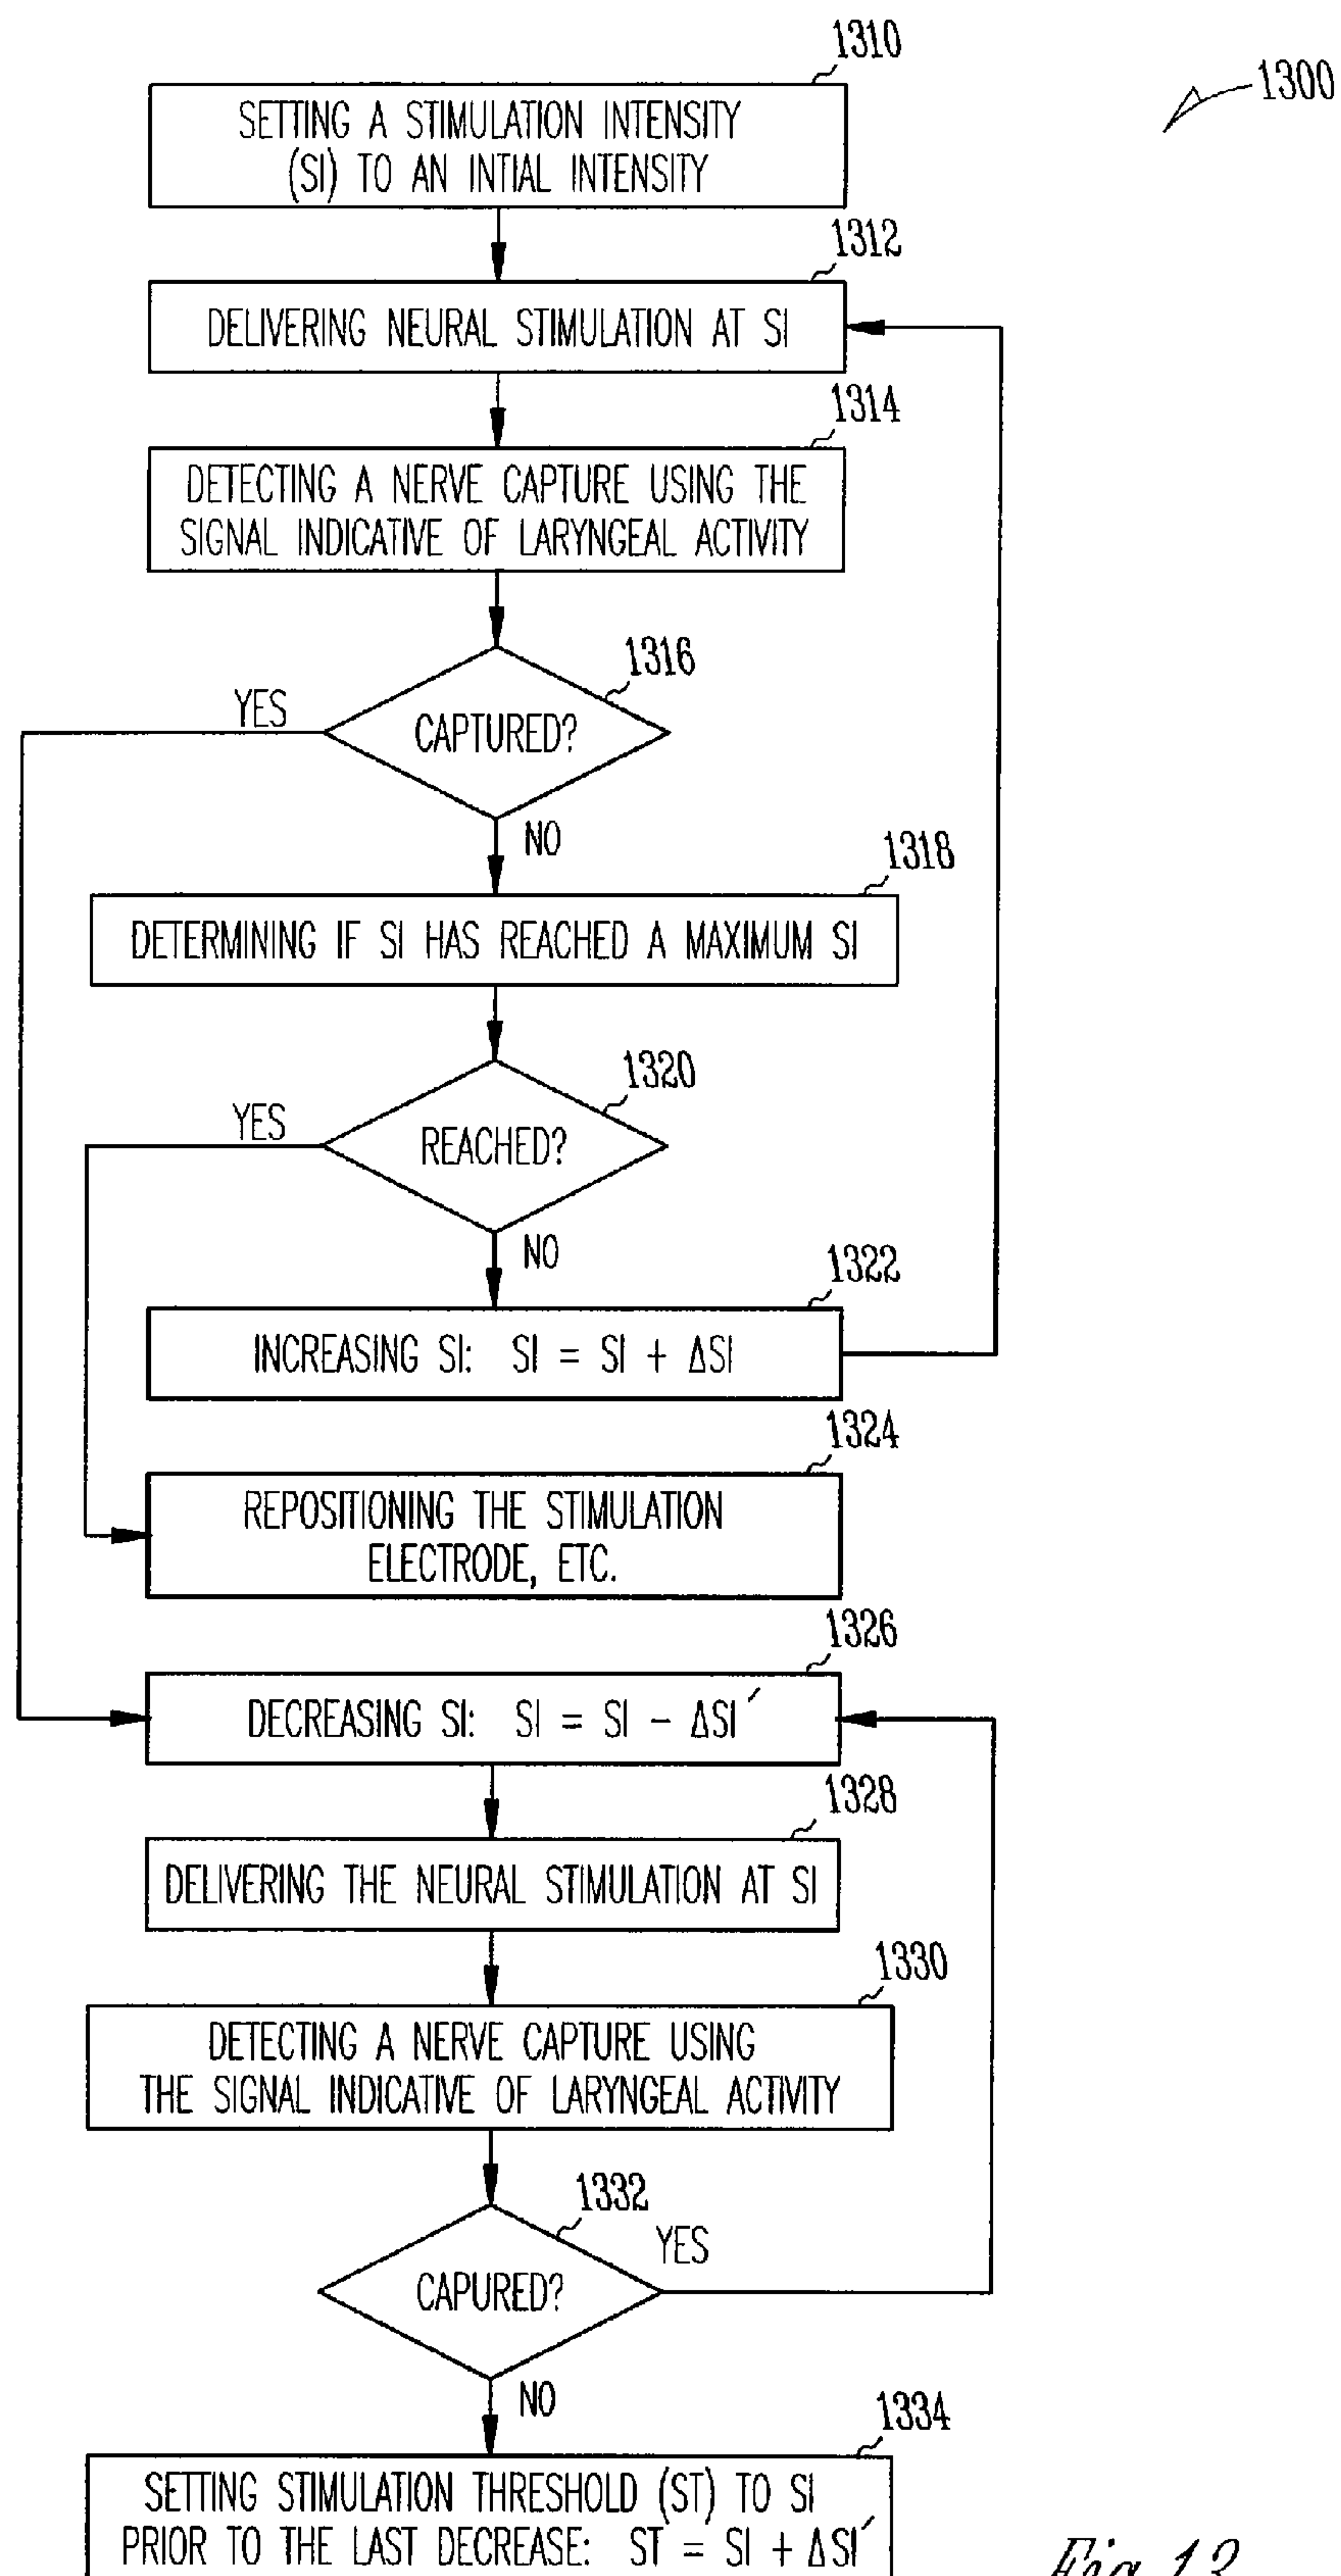 1310
1300
SETTING A STIMULATION INTENSITY
(SI) TO AN INTIAL INTENSITY
1312
DELIVERING NEURAL STIMULATION AT SI
1314
DETECTING A NERVE CAPTURE USING THE
SIGNAL INDICATIVE OF LARYNGEAL ACTIVITY
1316
YES
CAPTURED?
NO
1318
DETERMINING IF SI HAS REACHED A MAXIMUM SI
1320
YES
REACHED?
NO
1322
INCREASING SI: SI = SI + ΔSI
1324
REPOSITIONING THE STIMULATION
ELECTRODE, ETC.
1326
DECREASING SI: SI = SI − ΔSI′
1328
DELIVERING THE NEURAL STIMULATION AT SI
1330
DETECTING A NERVE CAPTURE USING
THE SIGNAL INDICATIVE OF LARYNGEAL ACTIVITY
1332
YES
CAPURED?
NO
1334
SETTING STIMULATION THRESHOLD (ST) TO SI
PRIOR TO THE LAST DECREASE: ST = SI + ΔSI′
Fig.13